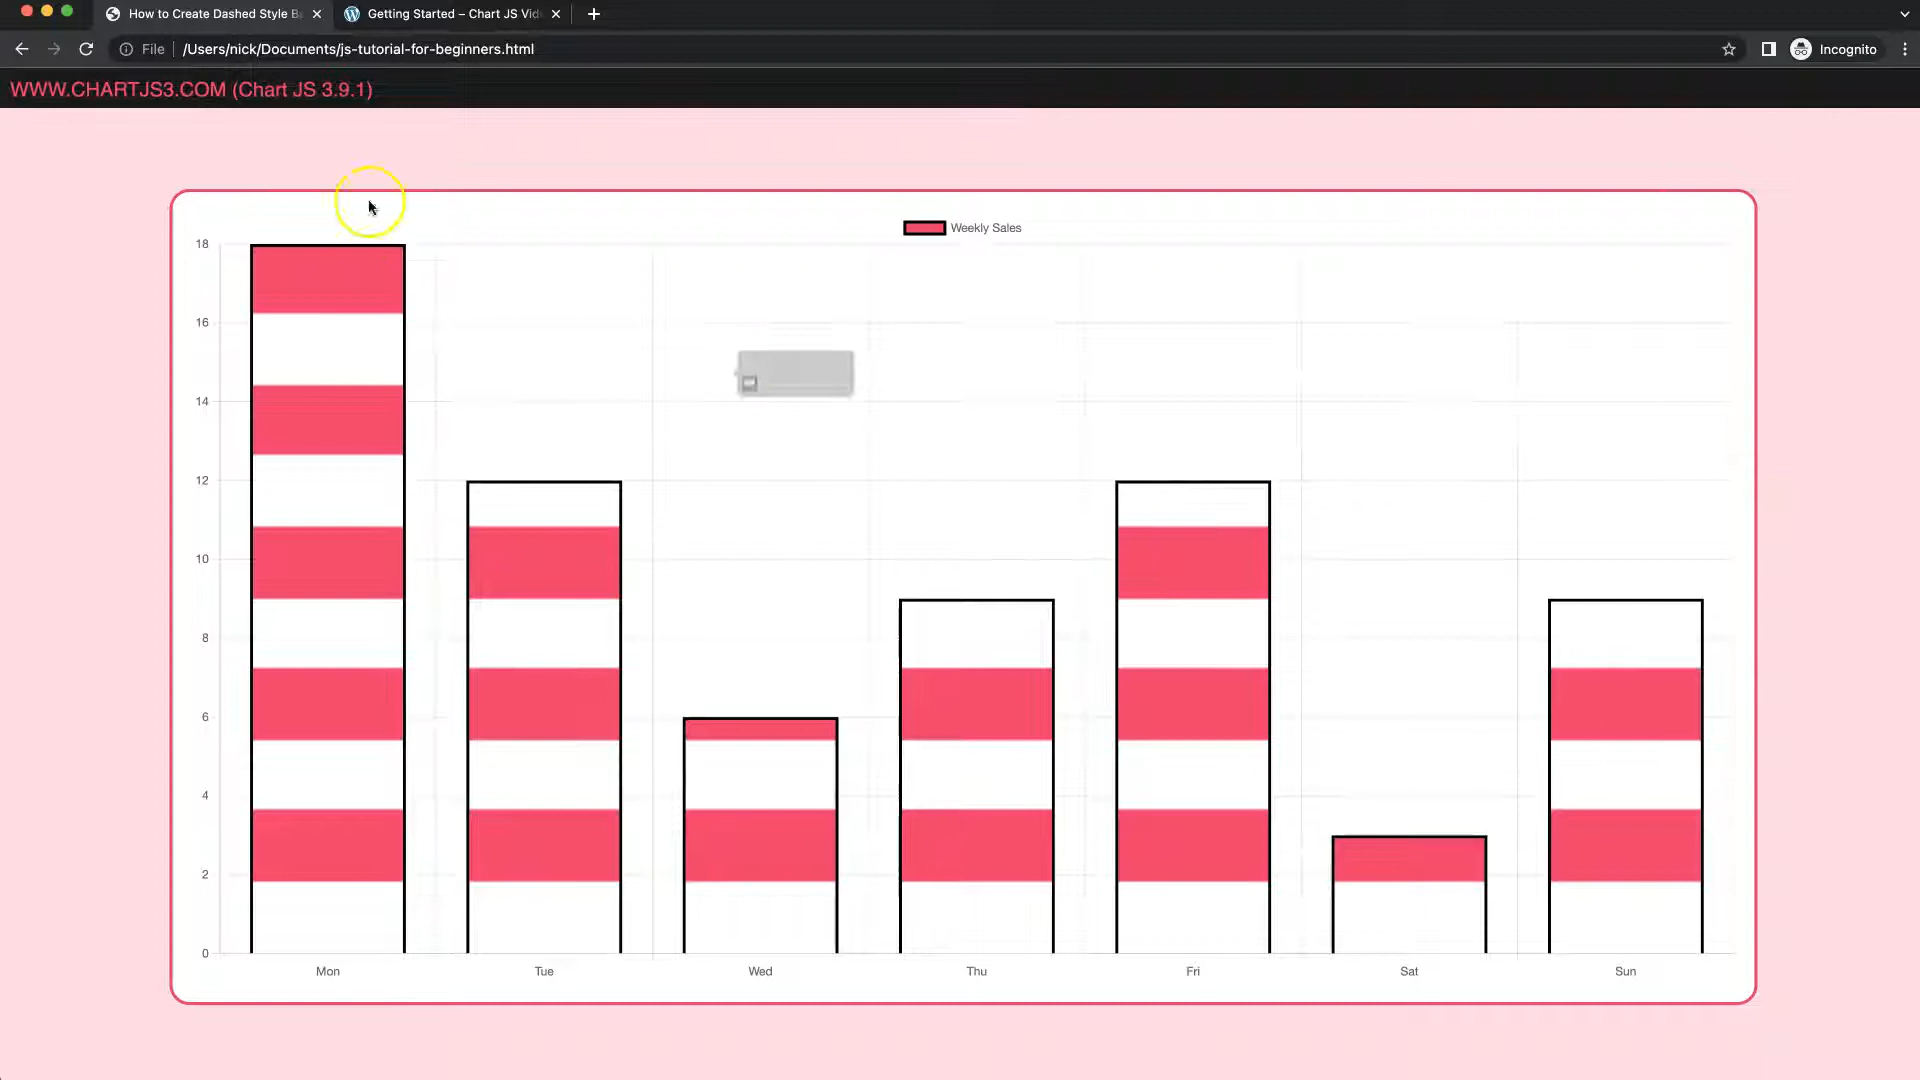 How to Create Dashed Style B
Getting Started – Chart JS Vid
File
/Users/nick/Documents/js-tutorial-for-beginners.html
Incognito
WWW.CHARTJS3.COM (Chart JS 3.9.1)
Weekly Sales
18
16
14
12
10
8
6
4
2
0
Mon Tue Wed Thu Fri Sat Sun